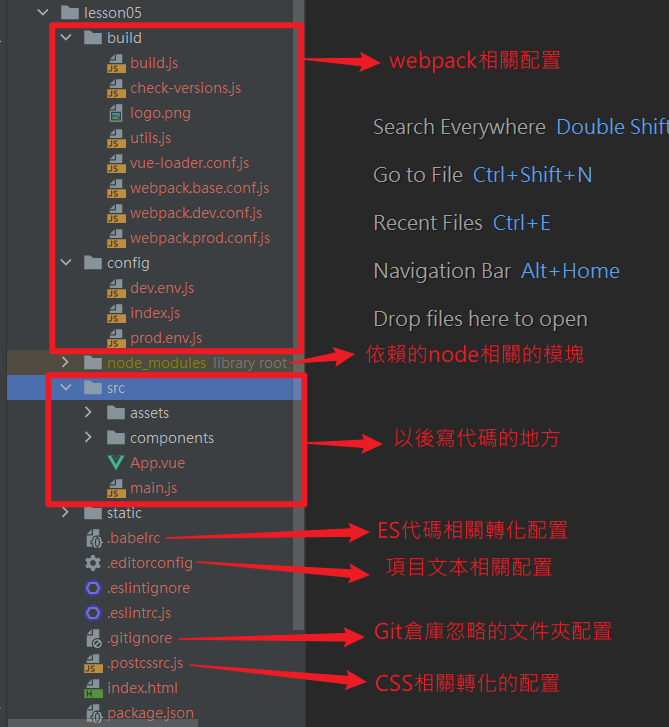 lesson05
build
webpack相關配置
build.js
check-versions.js
logo.png
utils.js
vue-loader.conf.js
webpack.base.conf.js
webpack.dev.conf.js
webpack.prod.conf.js
config
dev.env.js
index.js
prod.env.js
Search Everywhere Double Shift
Go to File Ctrl+Shift+N
Recent Files Ctrl+E
Navigation Bar Alt+Home
Drop files here to open
node_modules library root
依賴的node相關的模塊
src
assets
components
App.vue
main.js
以後寫代碼的地方
static
.babelrc
ES代碼相關轉化配置
.editorconfig
項目文本相關配置
.eslintignore
.eslintrc.js
.gitignore
Git倉庫忽略的文件夾配置
.postcssrc.js
CSS相關轉化的配置
index.html
package.json